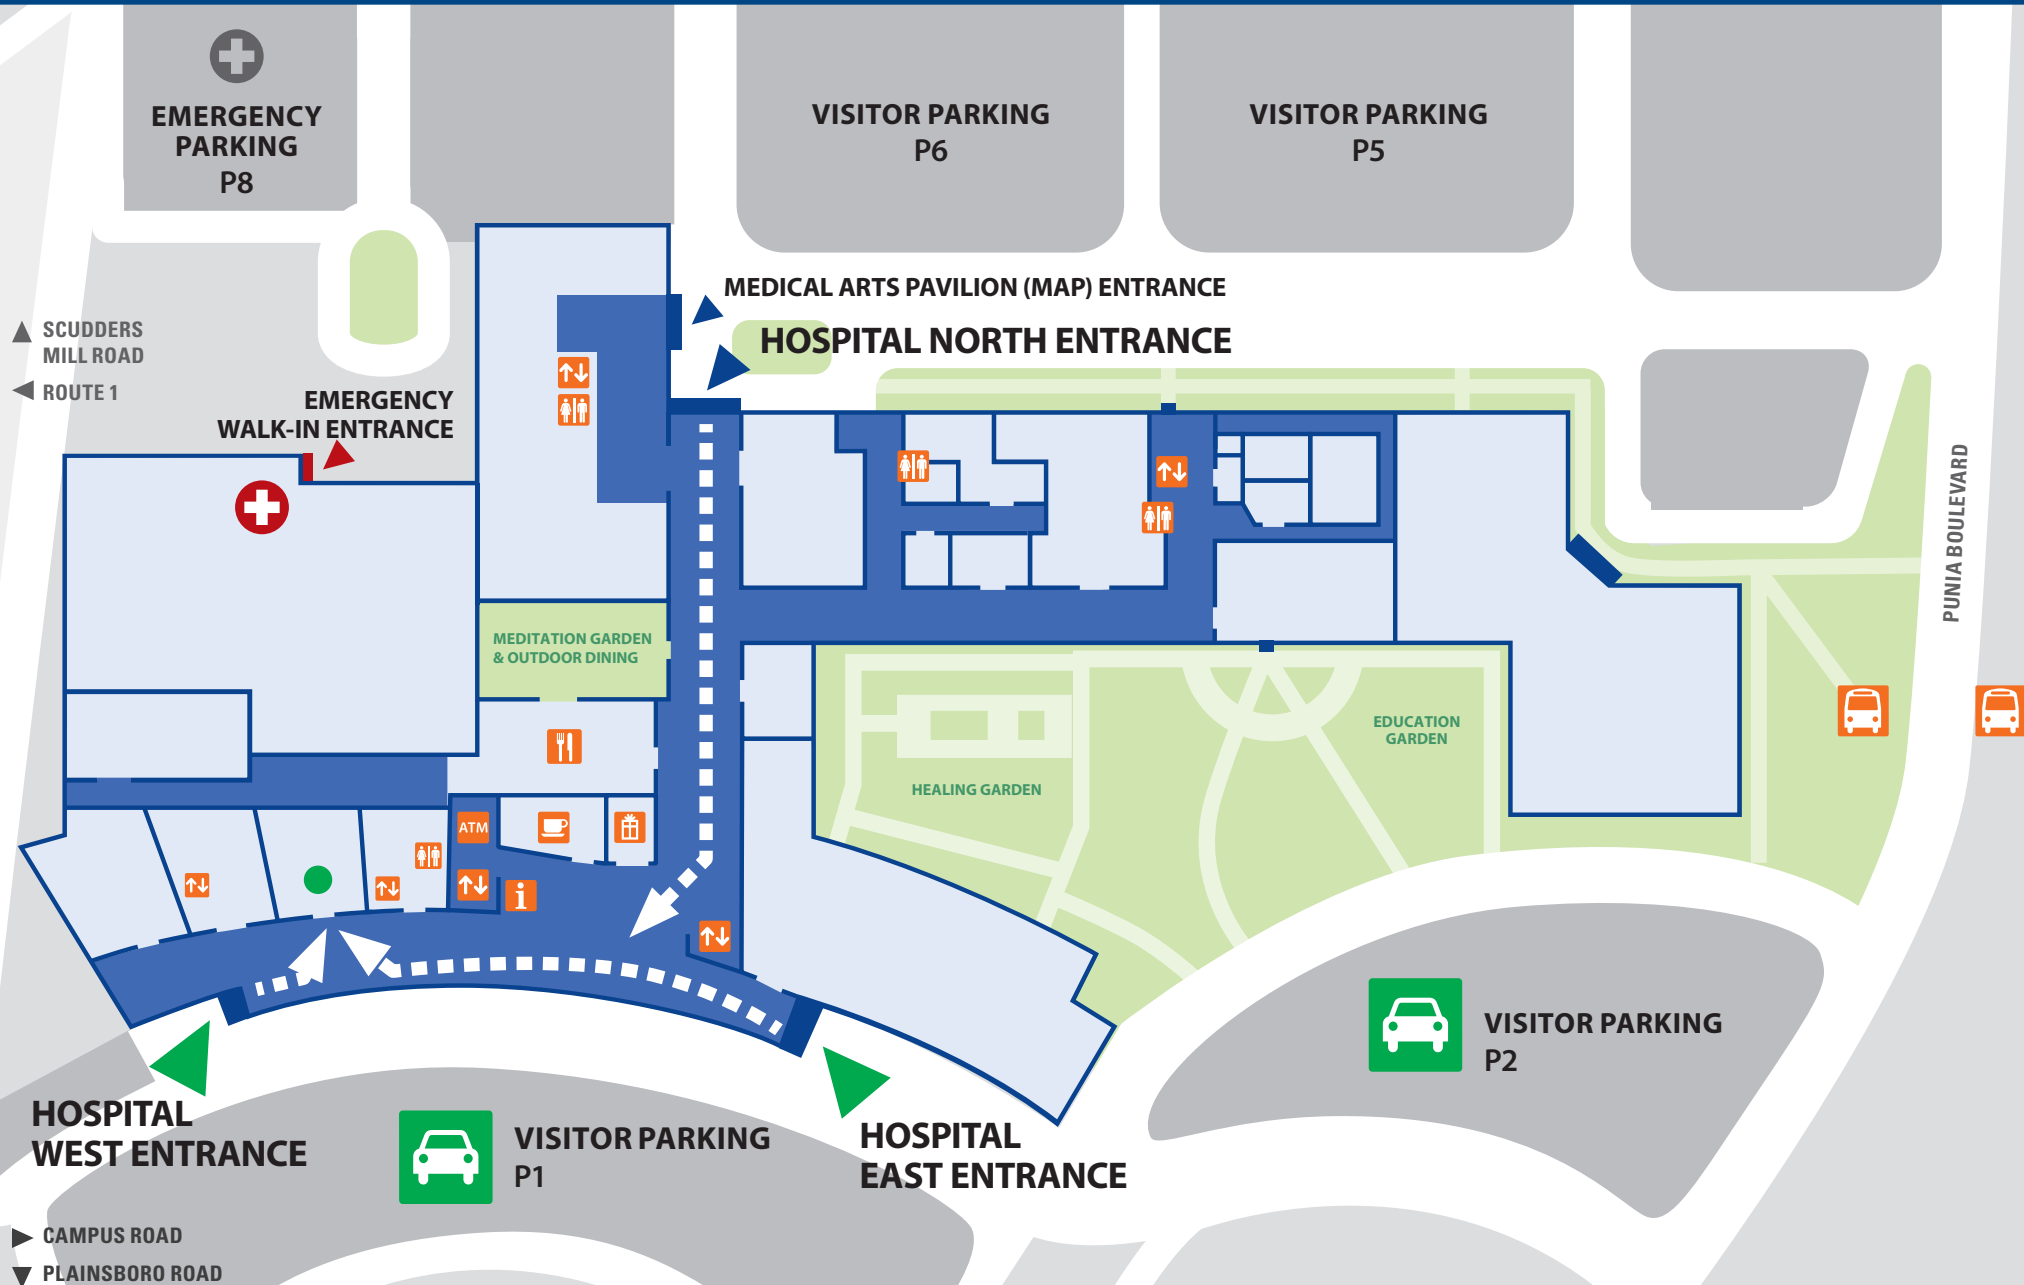 EMERGENCY
PARKING
P8
VISITOR PARKING
P6
VISITOR PARKING
P5
MEDICAL ARTS PAVILION (MAP) ENTRANCE
HOSPITAL NORTH ENTRANCE
SCUDDERS
MILL ROAD
ROUTE 1
EMERGENCY
WALK-IN ENTRANCE
PUNIA BOULEVARD
MEDITATION GARDEN
& OUTDOOR DINING
EDUCATION
GARDEN
HEALING GARDEN
ATM
i
VISITOR PARKING
P2
HOSPITAL
WEST ENTRANCE
VISITOR PARKING
P1
HOSPITAL
EAST ENTRANCE
CAMPUS ROAD
PLAINSBORO ROAD